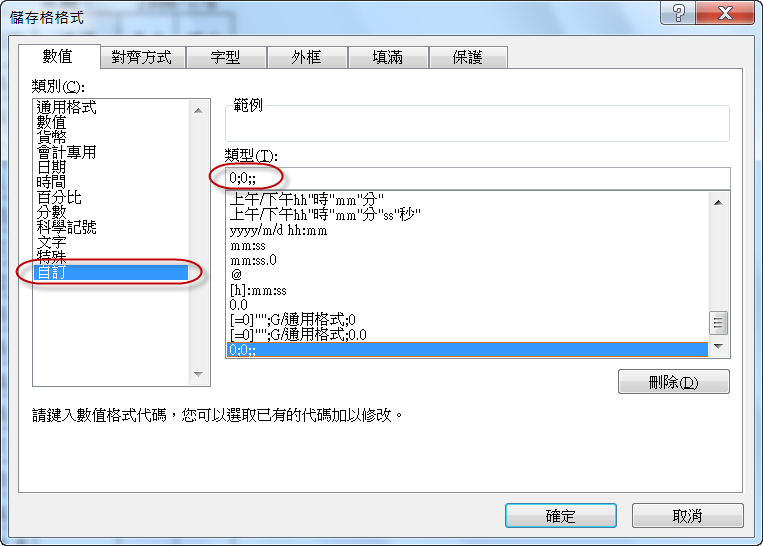 儲存格格式
數值 對齊方式 字型 外框 填滿 保護
類別(C):
通用格式
數值
貨幣
會計專用
日期
時間
百分比
分數
科學記號
文字
特殊
自訂
範例
類型(T):
0;0;;
上午/下午hh"時"mm"分"
上午/下午hh"時"mm"分"ss"秒"
yyyy/m/d hh:mm
mm:ss
mm:ss.0
@
[h]:mm:ss
0.0
[=0]"";G/通用格式;0
[=0]"";G/通用格式;0.0
0;0;;
刪除(D)
請鍵入數值格式代碼，您可以選取已有的代碼加以修改。
確定 取消